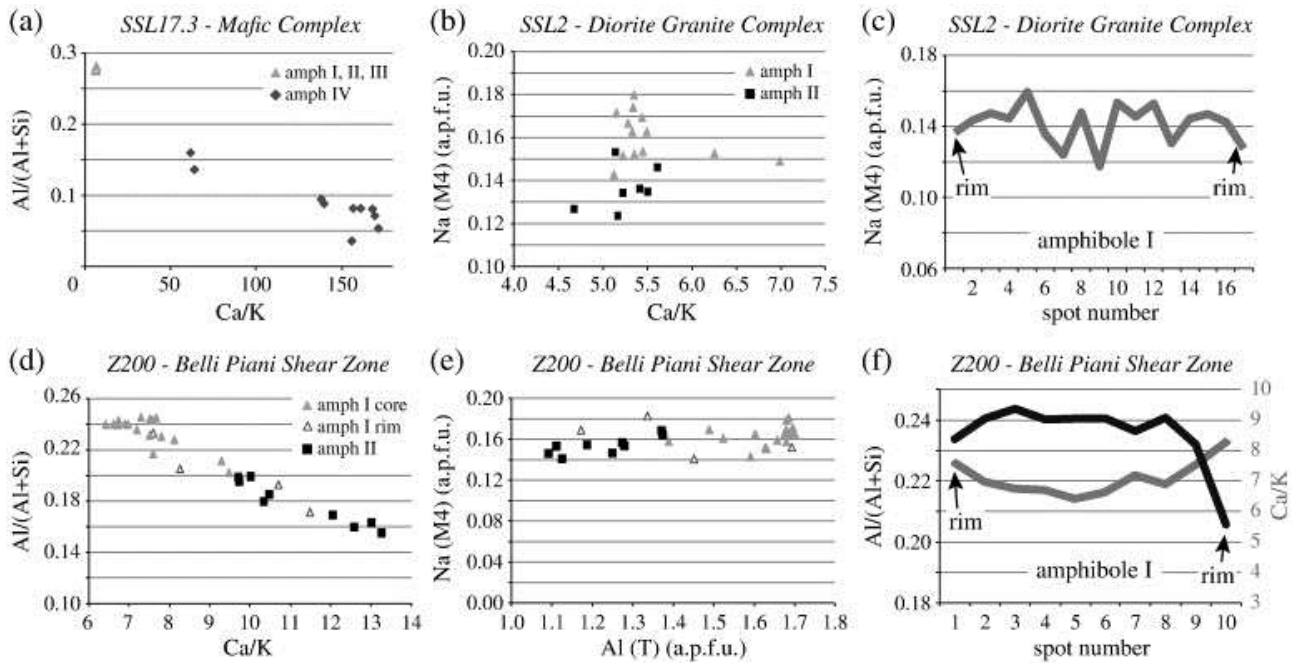 (a) SSL17.3 - Mafic Complex
0.3
0.2
0.1
0
0 50 100 150
Al/(Al+Si)
Ca/K
amph I, II, III
amph IV
(b) SSL2 - Diorite Granite Complex
0.20
0.18
0.16
0.14
0.12
0.10
4.0 4.5 5.0 5.5 6.0 6.5 7.0 7.5
Na (M4) (a.p.f.u.)
Ca/K
amph I
amph II
(c) SSL2 - Diorite Granite Complex
0.18
0.14
0.10
0.06
2 4 6 8 10 12 14 16
Na (M4) (a.p.f.u.)
spot number
rim
rim
amphibole I
(d) Z200 - Belli Piani Shear Zone
0.26
0.22
0.18
0.14
0.10
6 7 8 9 10 11 12 13 14
Al/(Al+Si)
Ca/K
amph I core
amph I rim
amph II
(e) Z200 - Belli Piani Shear Zone
0.20
0.16
0.12
0.08
0.04
0.00
1.0 1.1 1.2 1.3 1.4 1.5 1.6 1.7 1.8
Na (M4) (a.p.f.u.)
Al (T) (a.p.f.u.)
(f) Z200 - Belli Piani Shear Zone
0.24
0.22
0.20
0.18
10
9
8
7
6
5
4
3
1 2 3 4 5 6 7 8 9 10
Al/(Al+Si)
Ca/K
spot number
rim
rim
amphibole I